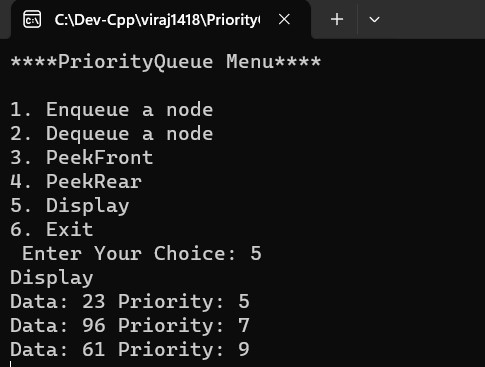 C:\Dev-Cpp\viraj1418\Priority
****PriorityQueue Menu****
1. Enqueue a node
2. Dequeue a node
3. PeekFront
4. PeekRear
5. Display
6. Exit
Enter Your Choice: 5
Display
Data: 23 Priority: 5
Data: 96 Priority: 7
Data: 61 Priority: 9